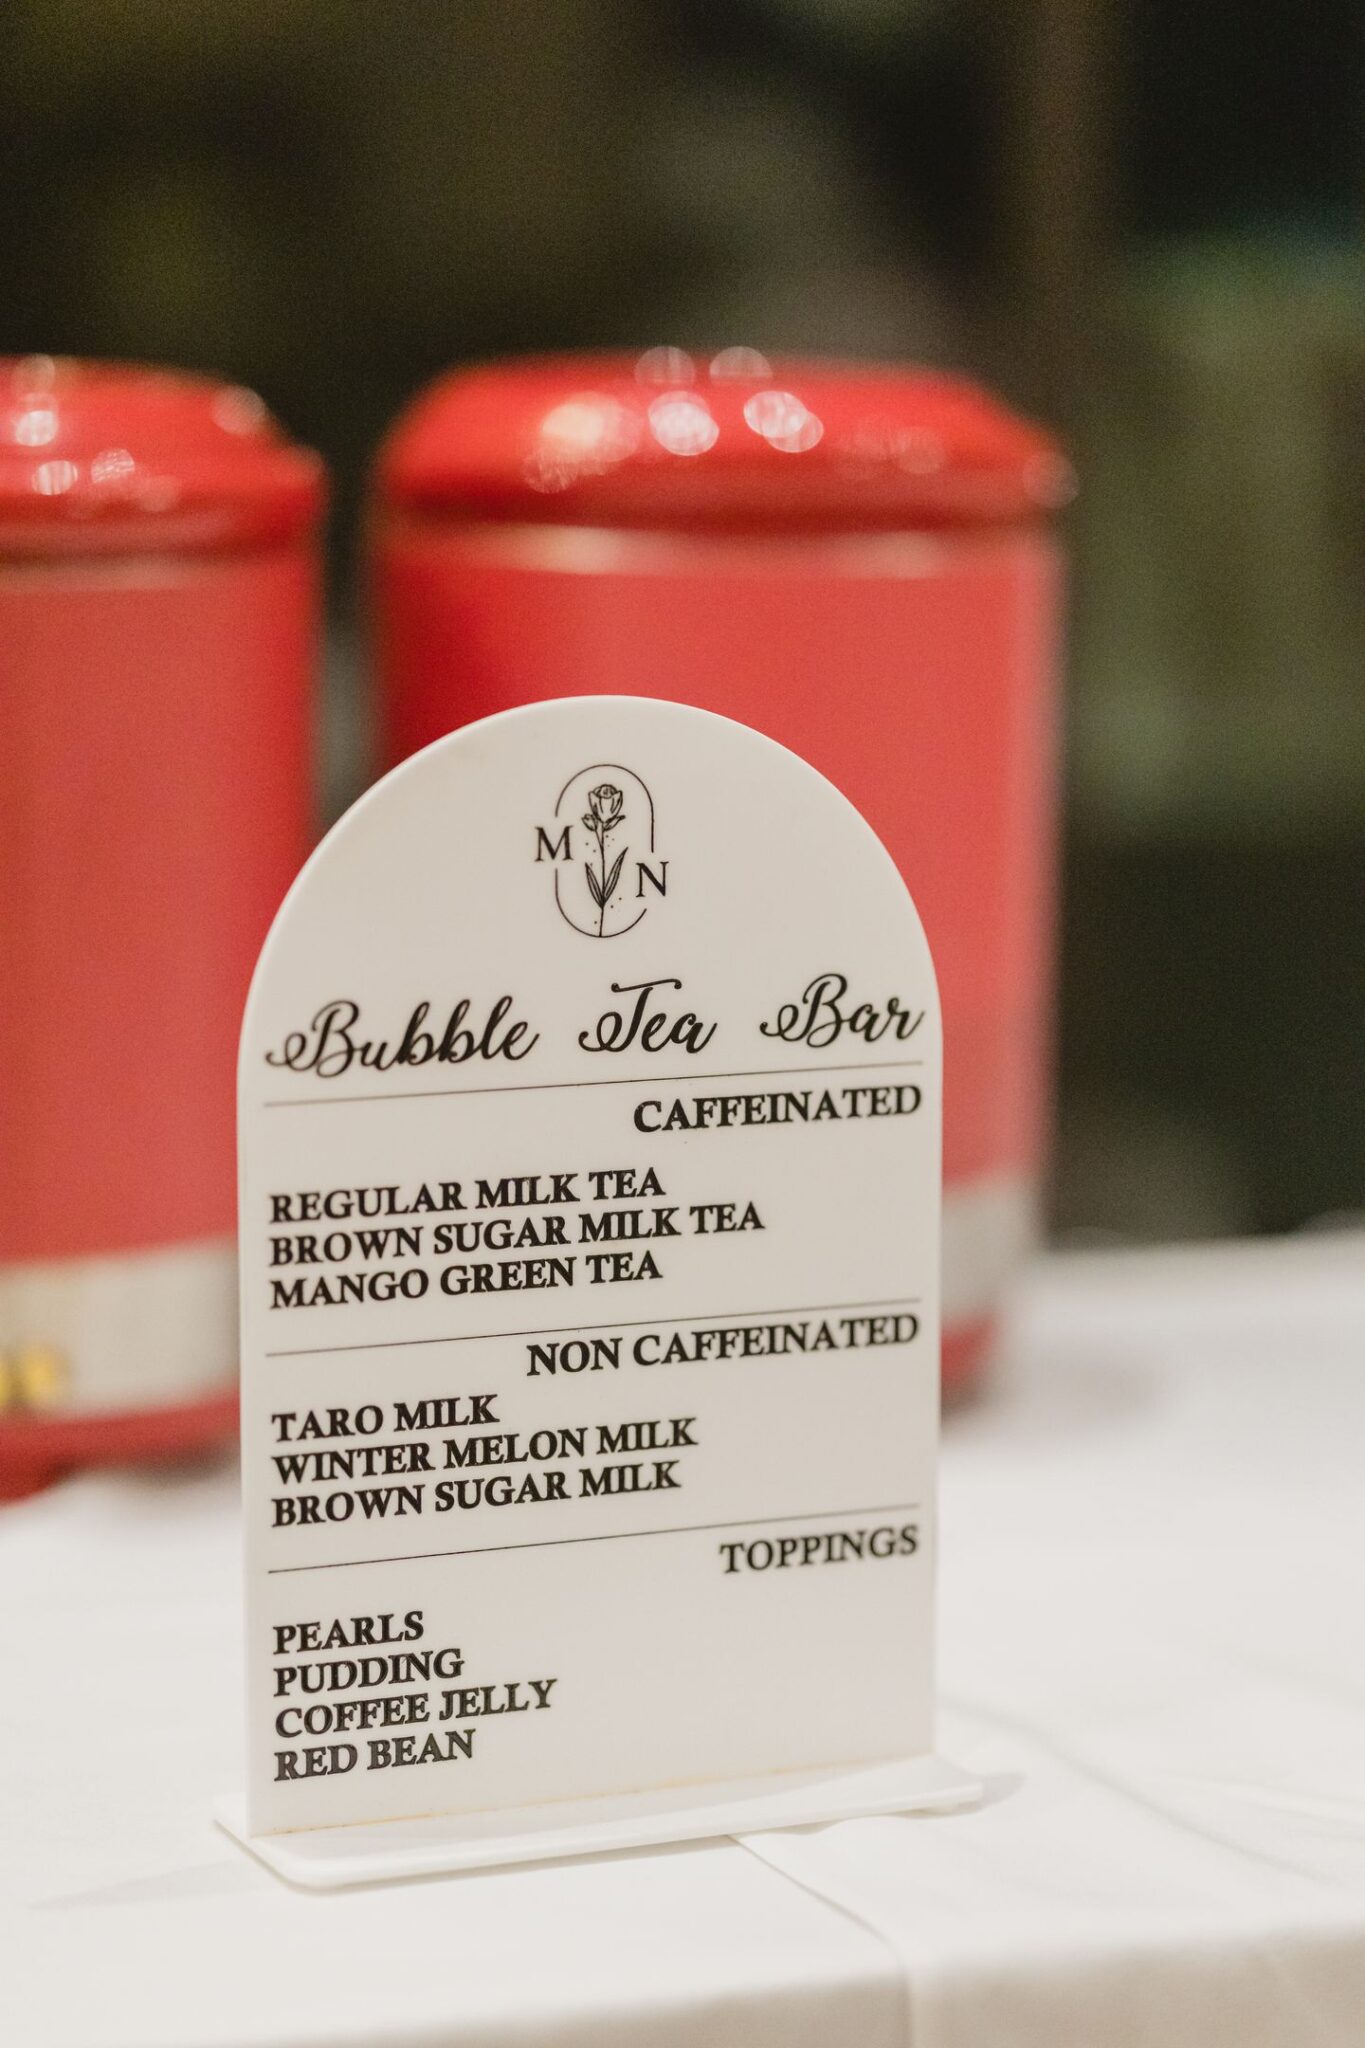 M
N
Bubble Tea Bar
CAFFEINATED
REGULAR MILK TEA
BROWN SUGAR MILK TEA
MANGO GREEN TEA
NON CAFFEINATED
TARO MILK
WINTER MELON MILK
BROWN SUGAR MILK
TOPPINGS
PEARLS
PUDDING
COFFEE JELLY
RED BEAN